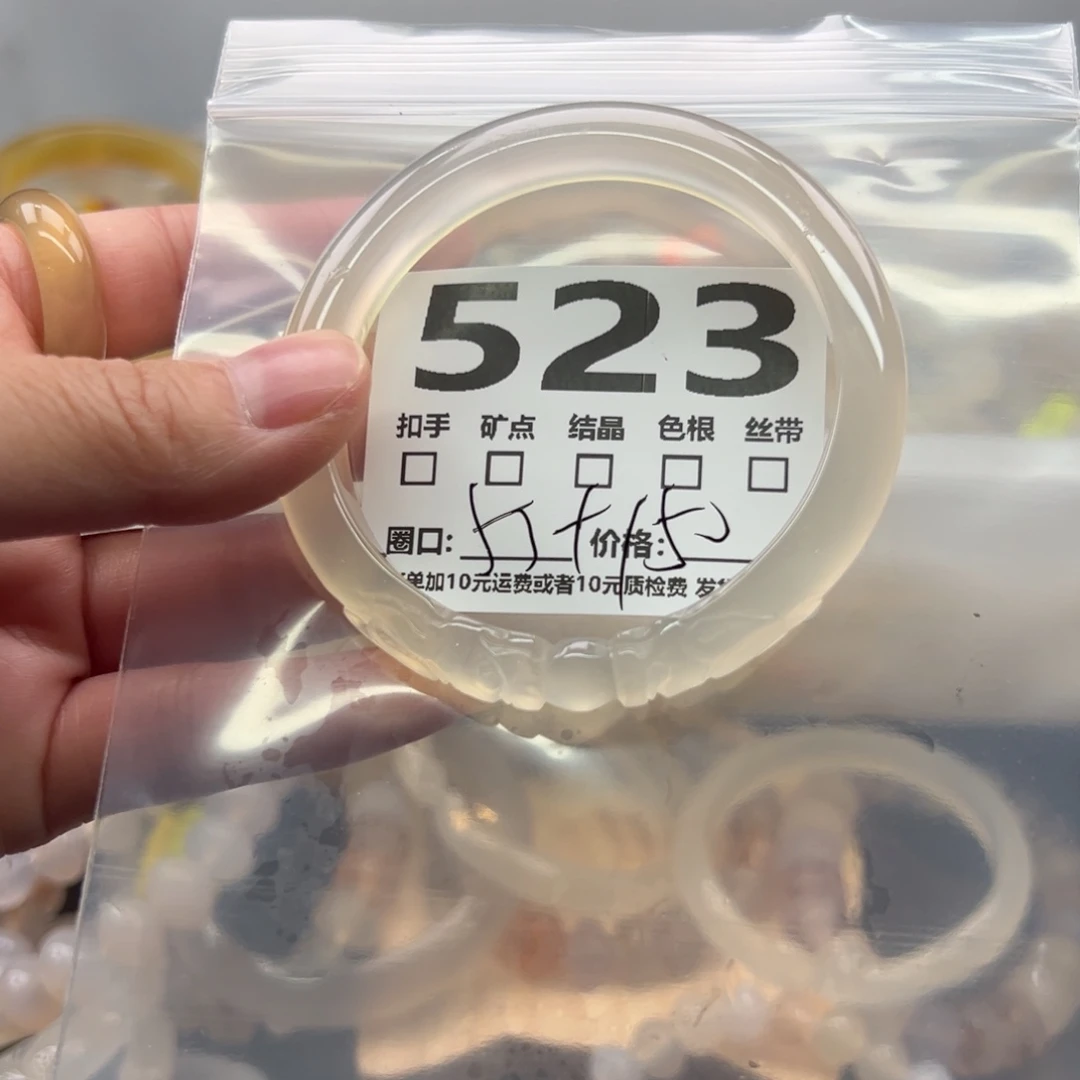 523
扣手 矿点 结晶 色根 丝带
□ □ □ □ □
圈口: 价格:
单加10元运费或者10元质检费 发